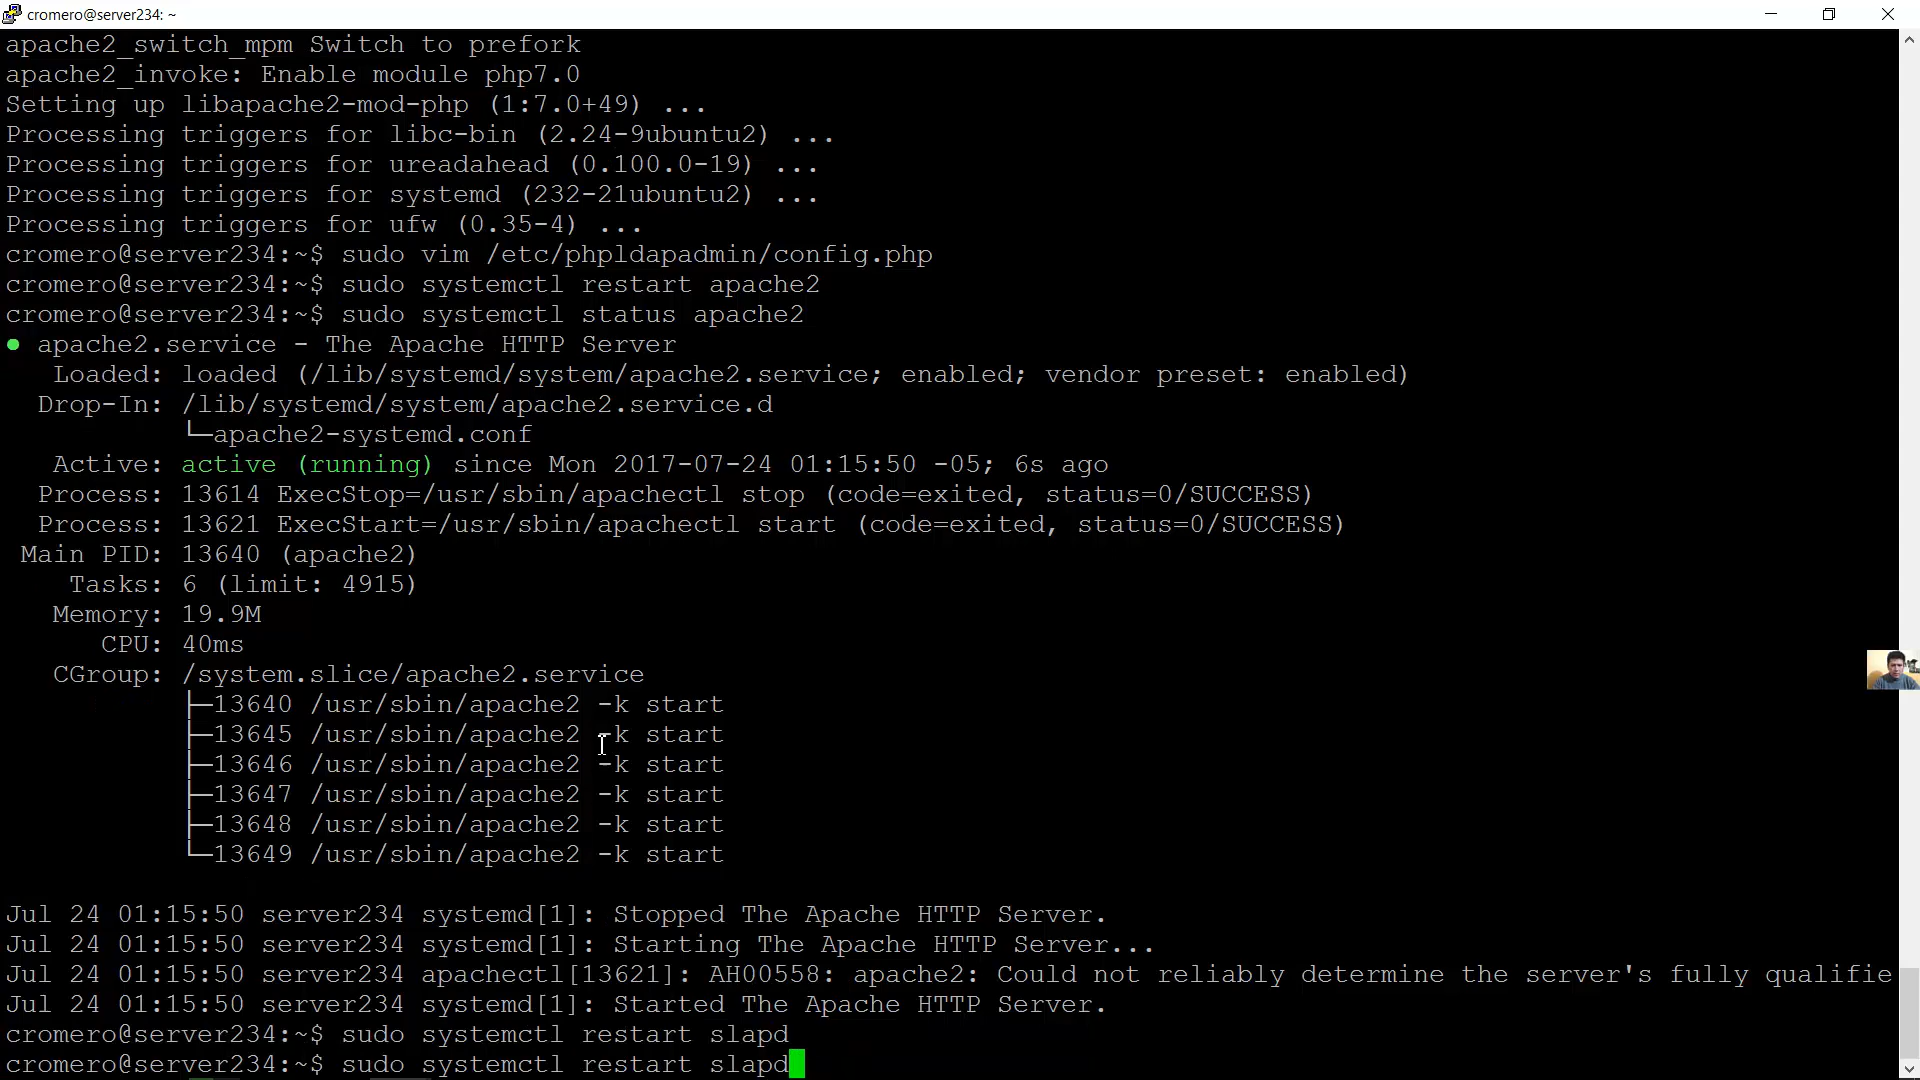 cromero@server234: ~
apache2_switch_mpm Switch to prefork
apache2_invoke: Enable module php7.0
Setting up libapache2-mod-php (1:7.0+49) ...
Processing triggers for libc-bin (2.24-9ubuntu2) ...
Processing triggers for ureadahead (0.100.0-19) ...
Processing triggers for systemd (232-21ubuntu2) ...
Processing triggers for ufw (0.35-4) ...
cromero@server234:~$ sudo vim /etc/phpldapadmin/config.php
cromero@server234:~$ sudo systemctl restart apache2
cromero@server234:~$ sudo systemctl status apache2
● apache2.service - The Apache HTTP Server
   Loaded: loaded (/lib/systemd/system/apache2.service; enabled; vendor preset: enabled)
  Drop-In: /lib/systemd/system/apache2.service.d
           └─apache2-systemd.conf
   Active: active (running) since Mon 2017-07-24 01:15:50 -05; 6s ago
  Process: 13614 ExecStop=/usr/sbin/apachectl stop (code=exited, status=0/SUCCESS)
  Process: 13621 ExecStart=/usr/sbin/apachectl start (code=exited, status=0/SUCCESS)
 Main PID: 13640 (apache2)
    Tasks: 6 (limit: 4915)
   Memory: 19.9M
      CPU: 40ms
   CGroup: /system.slice/apache2.service
           ├─13640 /usr/sbin/apache2 -k start
           ├─13645 /usr/sbin/apache2 -k start
           ├─13646 /usr/sbin/apache2 -k start
           ├─13647 /usr/sbin/apache2 -k start
           ├─13648 /usr/sbin/apache2 -k start
           └─13649 /usr/sbin/apache2 -k start
Jul 24 01:15:50 server234 systemd[1]: Stopped The Apache HTTP Server.
Jul 24 01:15:50 server234 systemd[1]: Starting The Apache HTTP Server...
Jul 24 01:15:50 server234 apachectl[13621]: AH00558: apache2: Could not reliably determine the server's fully qualifie
Jul 24 01:15:50 server234 systemd[1]: Started The Apache HTTP Server.
cromero@server234:~$ sudo systemctl restart slapd
cromero@server234:~$ sudo systemctl restart slapd